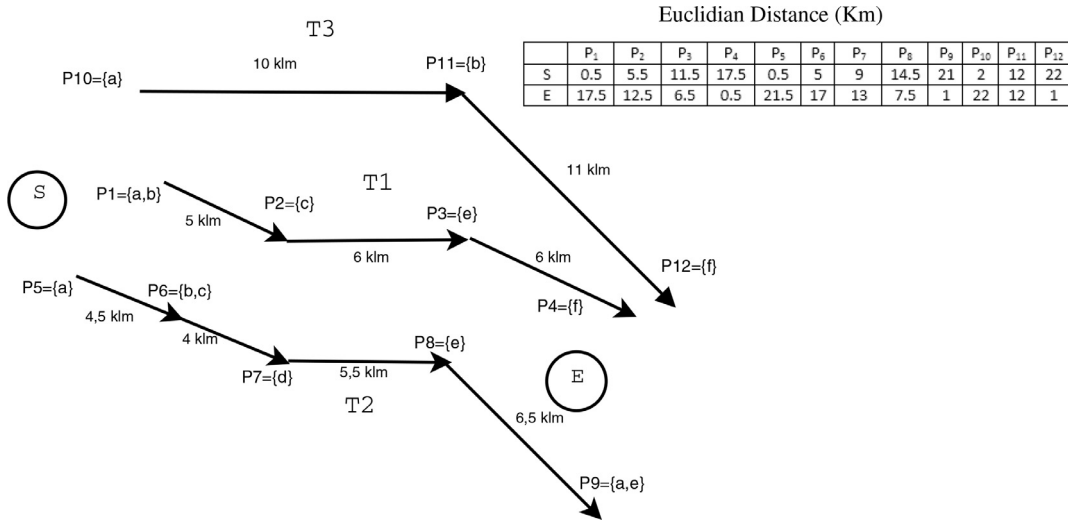 Euclidian Distance (Km)
P₁ P₂ P₃ P₄ P₅ P₆ P₇ P₈ P₉ P₁₀ P₁₁ P₁₂
S 0.5 5.5 11.5 17.5 0.5 5 9 14.5 21 2 12 22
E 17.5 12.5 6.5 0.5 21.5 17 13 7.5 1 22 12 1
T3
10 klm
P10={a}
P11={b}
11 klm
P12={f}
S
T1
P1={a,b}
5 klm
P2={c}
6 klm
P3={e}
6 klm
P4={f}
P5={a}
4,5 klm
P6={b,c}
4 klm
P7={d}
5,5 klm
P8={e}
T2
E
6,5 klm
P9={a,e}